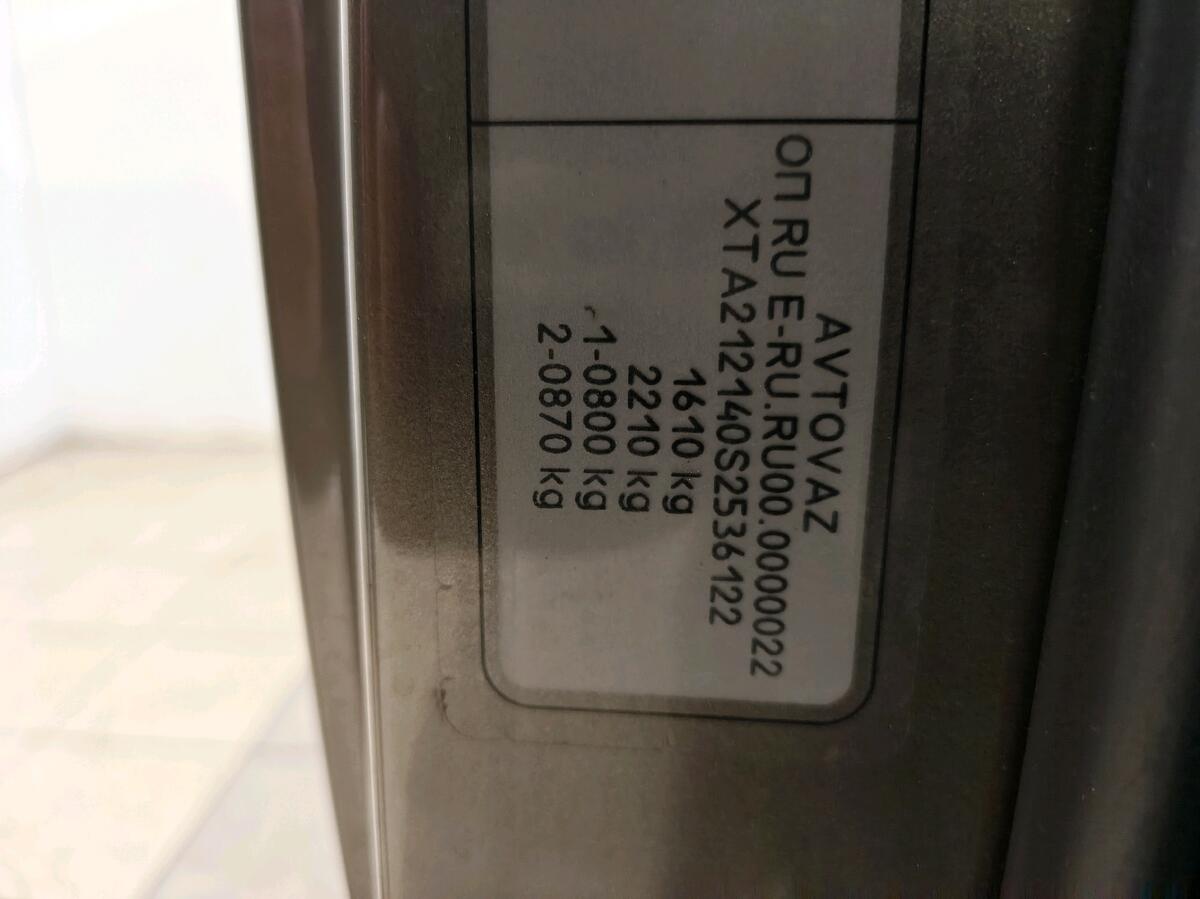 AVTOVAZ
ОП RU E-RU.RU00.0000022
XTA212140S2536122
1610 kg
2210 kg
1-0800 kg
2-0870 kg